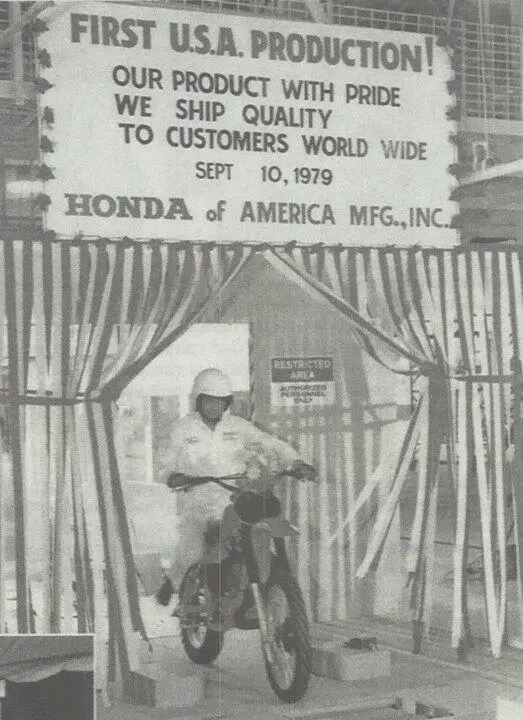 FIRST U.S.A. PRODUCTION!
OUR PRODUCT WITH PRIDE
WE SHIP QUALITY
TO CUSTOMERS WORLD WIDE
SEPT 10, 1979
HONDA of AMERICA MFG., INC.
RESTRICTED
AREA
AUTHORIZED
PERSONNEL
ONLY